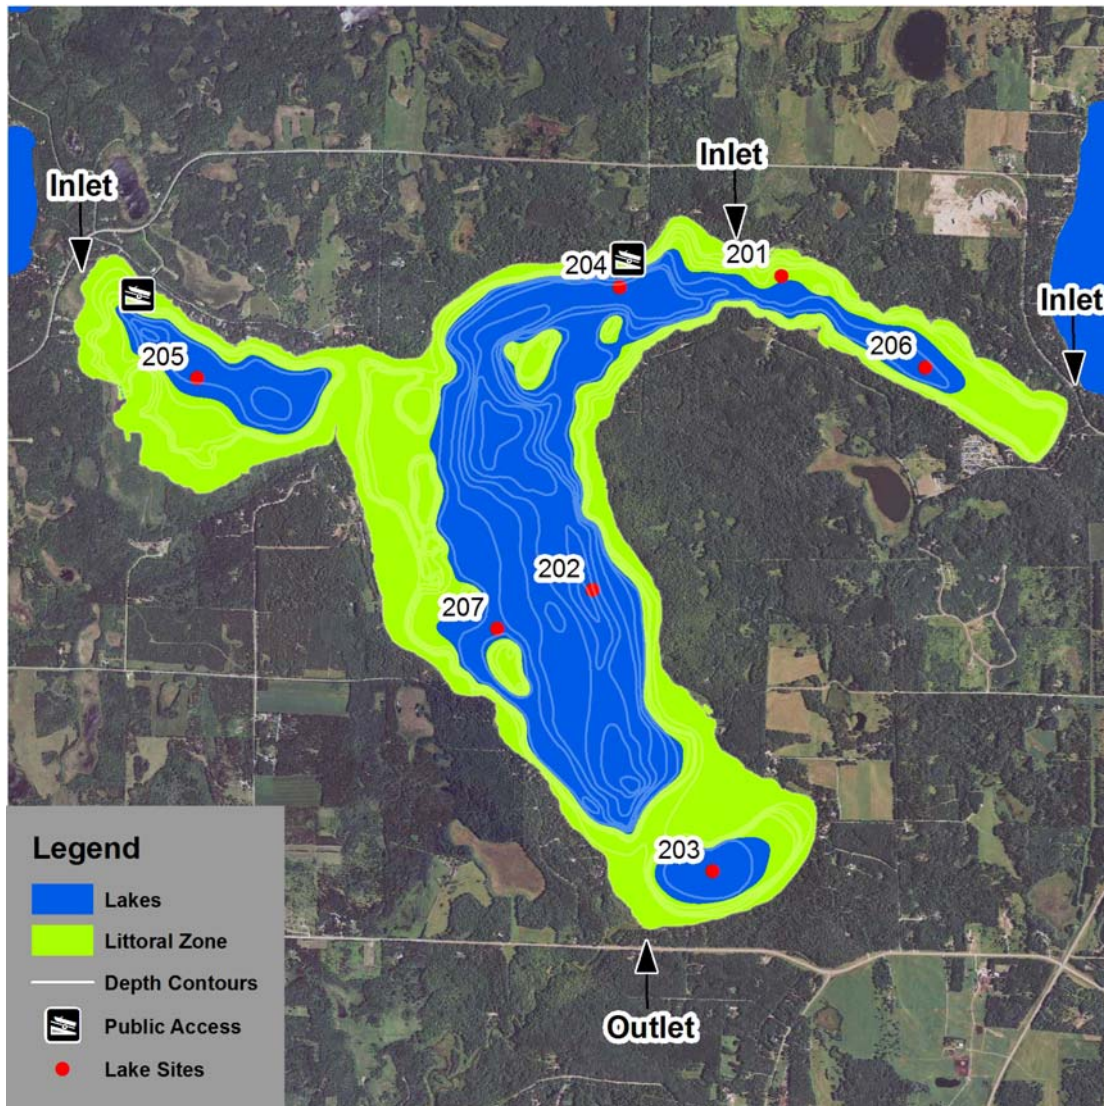 Inlet
Inlet
201
204
Inlet
206
205
202
207
203
Outlet
Legend
Lakes
Littoral Zone
Depth Contours
Public Access
Lake Sites